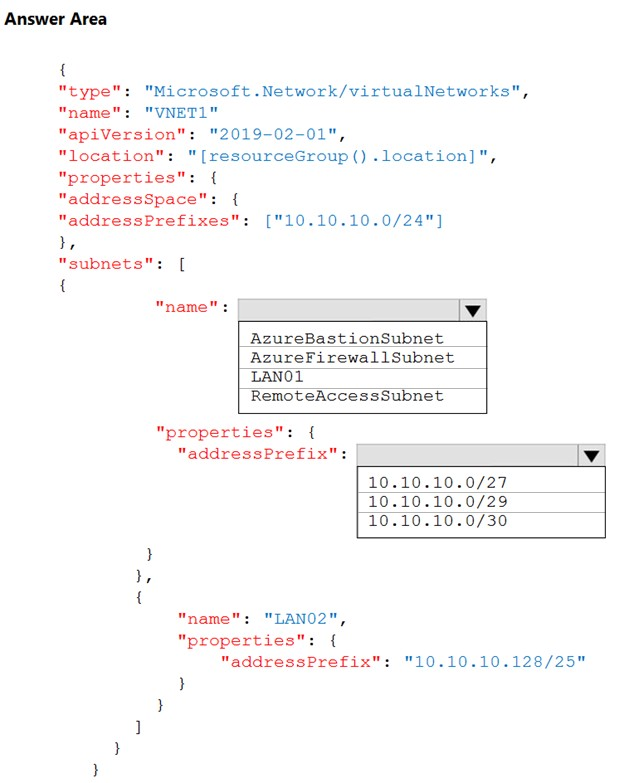 Answer Area
{
"type": "Microsoft.Network/virtualNetworks",
"name": "VNET1"
"apiVersion": "2019-02-01",
"location": "[resourceGroup().location]",
"properties": {
"addressSpace": {
"addressPrefixes": ["10.10.10.0/24"]
},
"subnets": [
{
"name":
AzureBastionSubnet
AzureFirewallSubnet
LAN01
RemoteAccessSubnet
"properties": {
"addressPrefix":
10.10.10.0/27
10.10.10.0/29
10.10.10.0/30
}
},
{
"name": "LAN02",
"properties": {
"addressPrefix": "10.10.10.128/25"
}
}
]
}
}